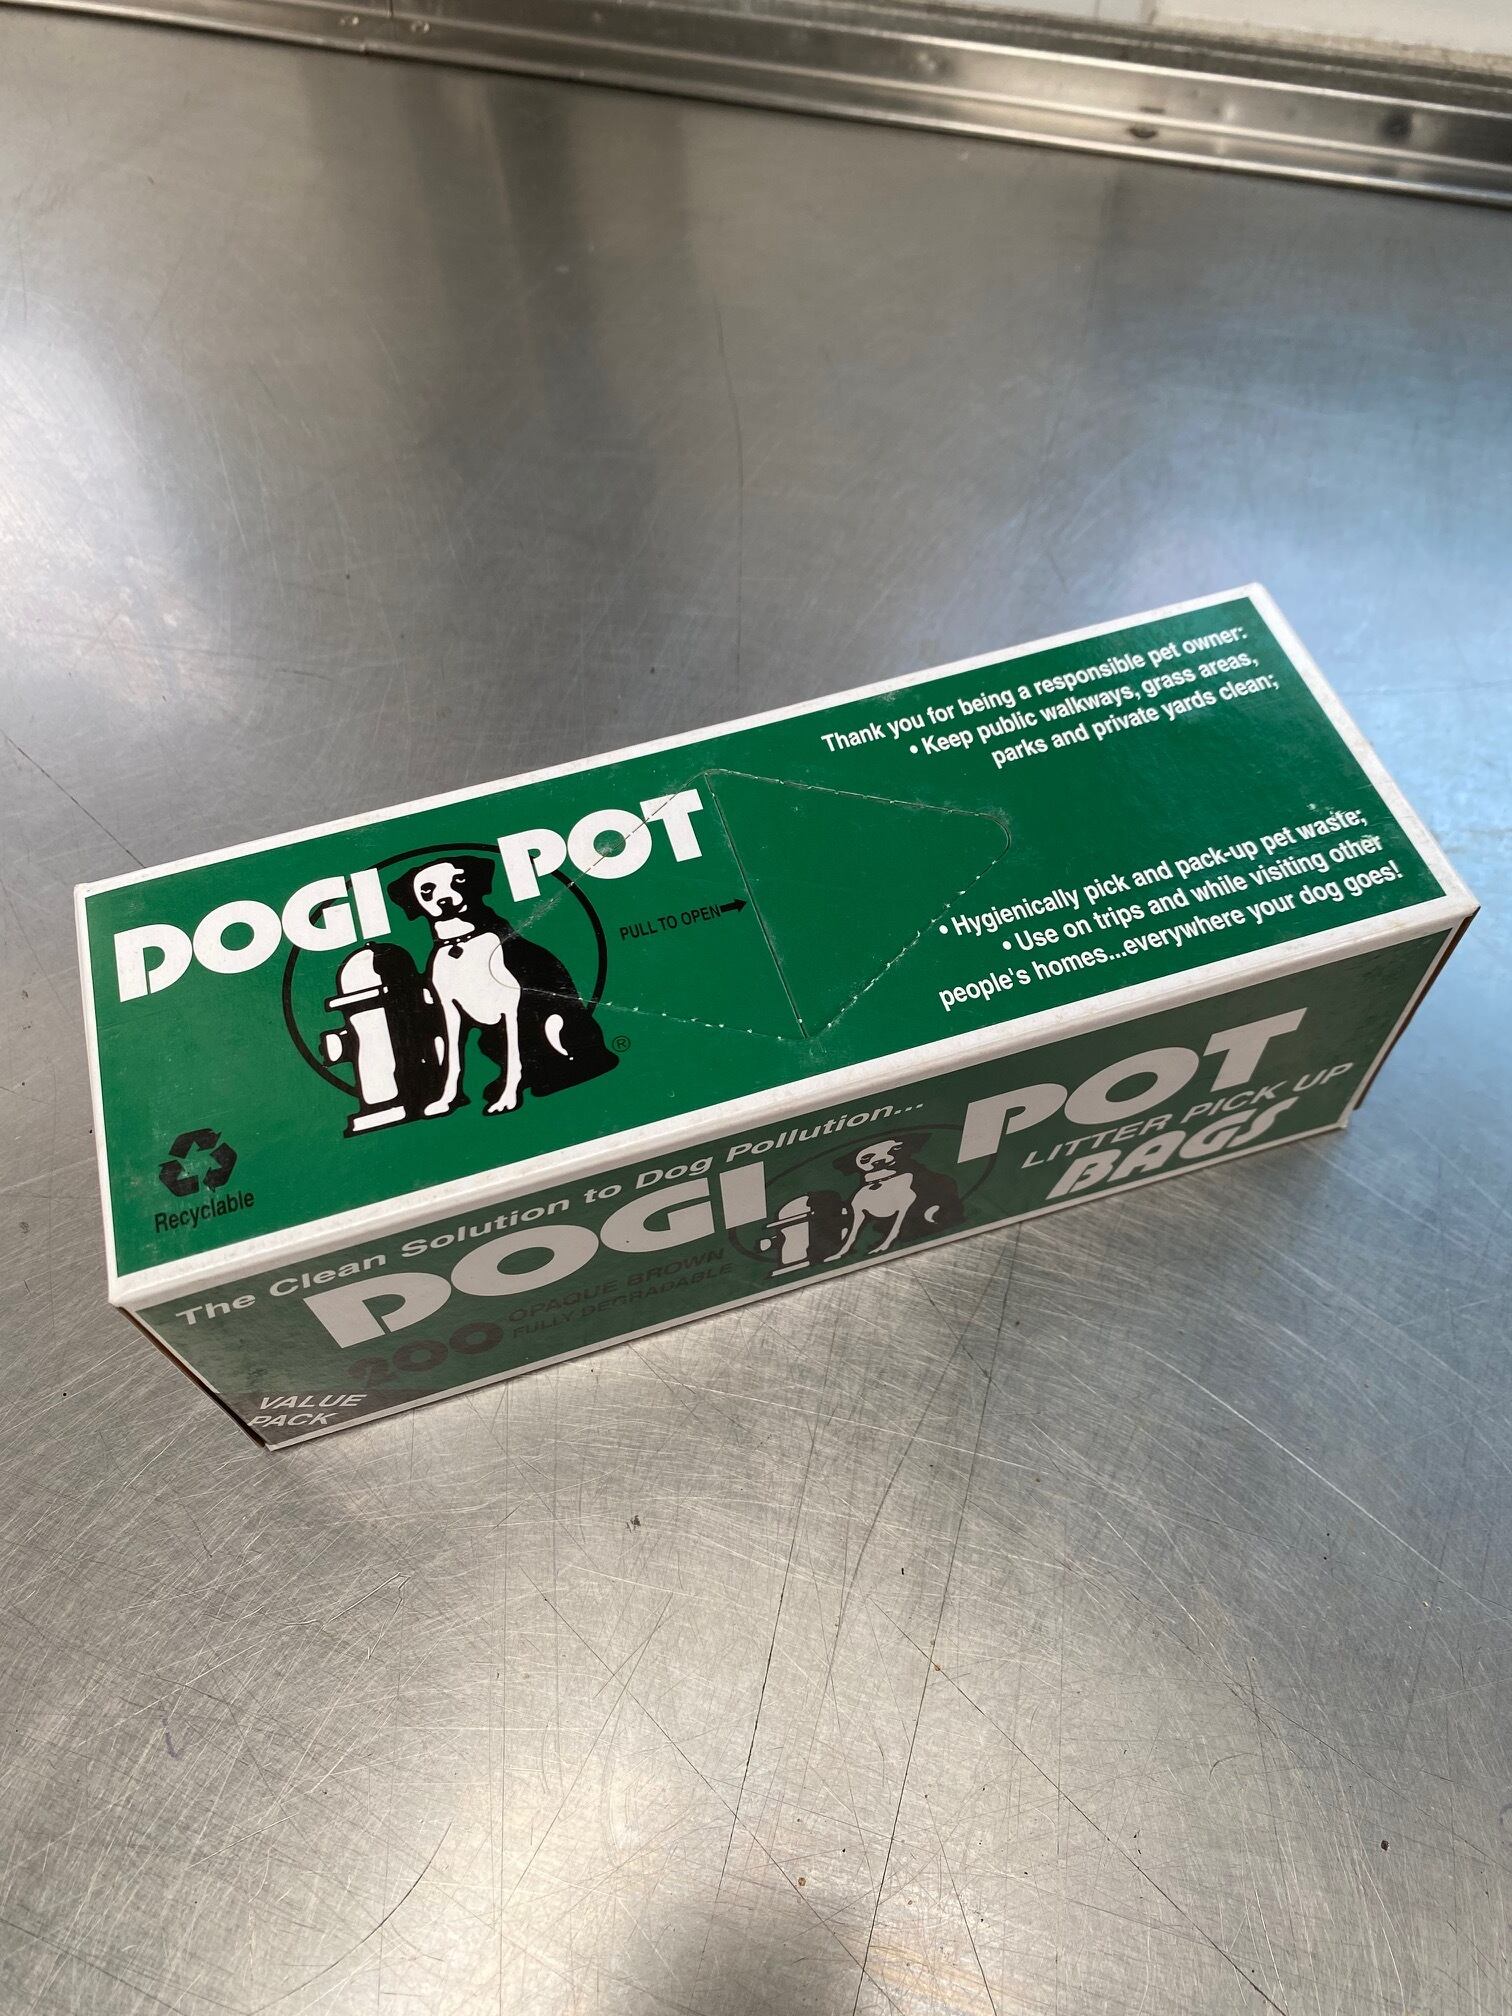 DOGI POT
®
PULL TO OPEN
Recyclable
Thank you for being a responsible pet owner:
• Keep public walkways, grass areas,
parks and private yards clean;
• Hygienically pick and pack-up pet waste;
• Use on trips and while visiting other
people's homes...everywhere your dog goes!
The Clean Solution to Dog Pollution...
DOGI POT
LITTER PICK UP
BAGS
200 OPAQUE BROWN
FULLY DEGRADABLE
VALUE
PACK